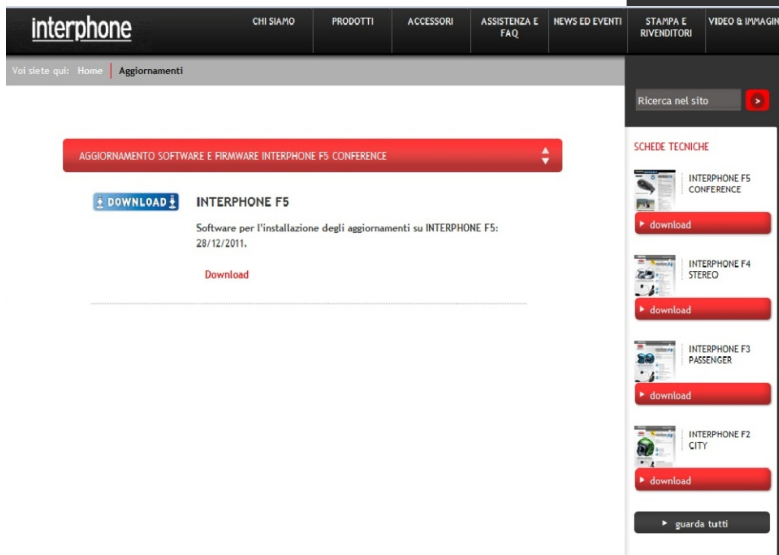 interphone
CHI SIAMO
PRODOTTI
ACCESSORI
ASSISTENZA E
FAQ
NEWS ED EVENTI
STAMPA E
RIVENDITORI
VIDEO & IMMAGIN
Voi siete qui: Home Aggiornamenti
Ricerca nel sito
AGGIORNAMENTO SOFTWARE E FIRMWARE INTERPHONE F5 CONFERENCE
DOWNLOAD
INTERPHONE F5
Software per l'installazione degli aggiornamenti su INTERPHONE F5:
28/12/2011.
Download
SCHEDE TECNICHE
INTERPHONE F5
CONFERENCE
download
INTERPHONE F4
STEREO
download
INTERPHONE F3
PASSENGER
download
INTERPHONE F2
CITY
download
guarda tutti